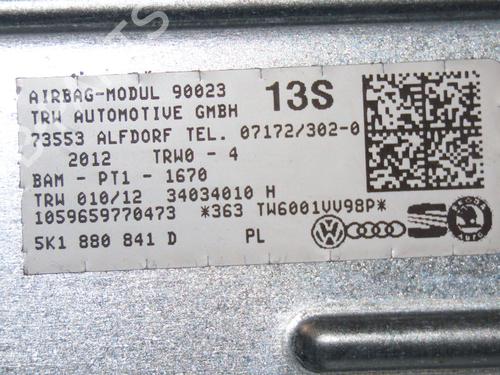 AIRBAG-MODUL 90023 13S
TRW AUTOMOTIVE GMBH
73553 ALFDORF TEL. 07172/302-0
2012 TRW0 - 4
BAM - PT1 - 1670
TRW 010/12 34034010 H
1059659770473 *363 TW6001VV98P*
5K1 880 841 D PL